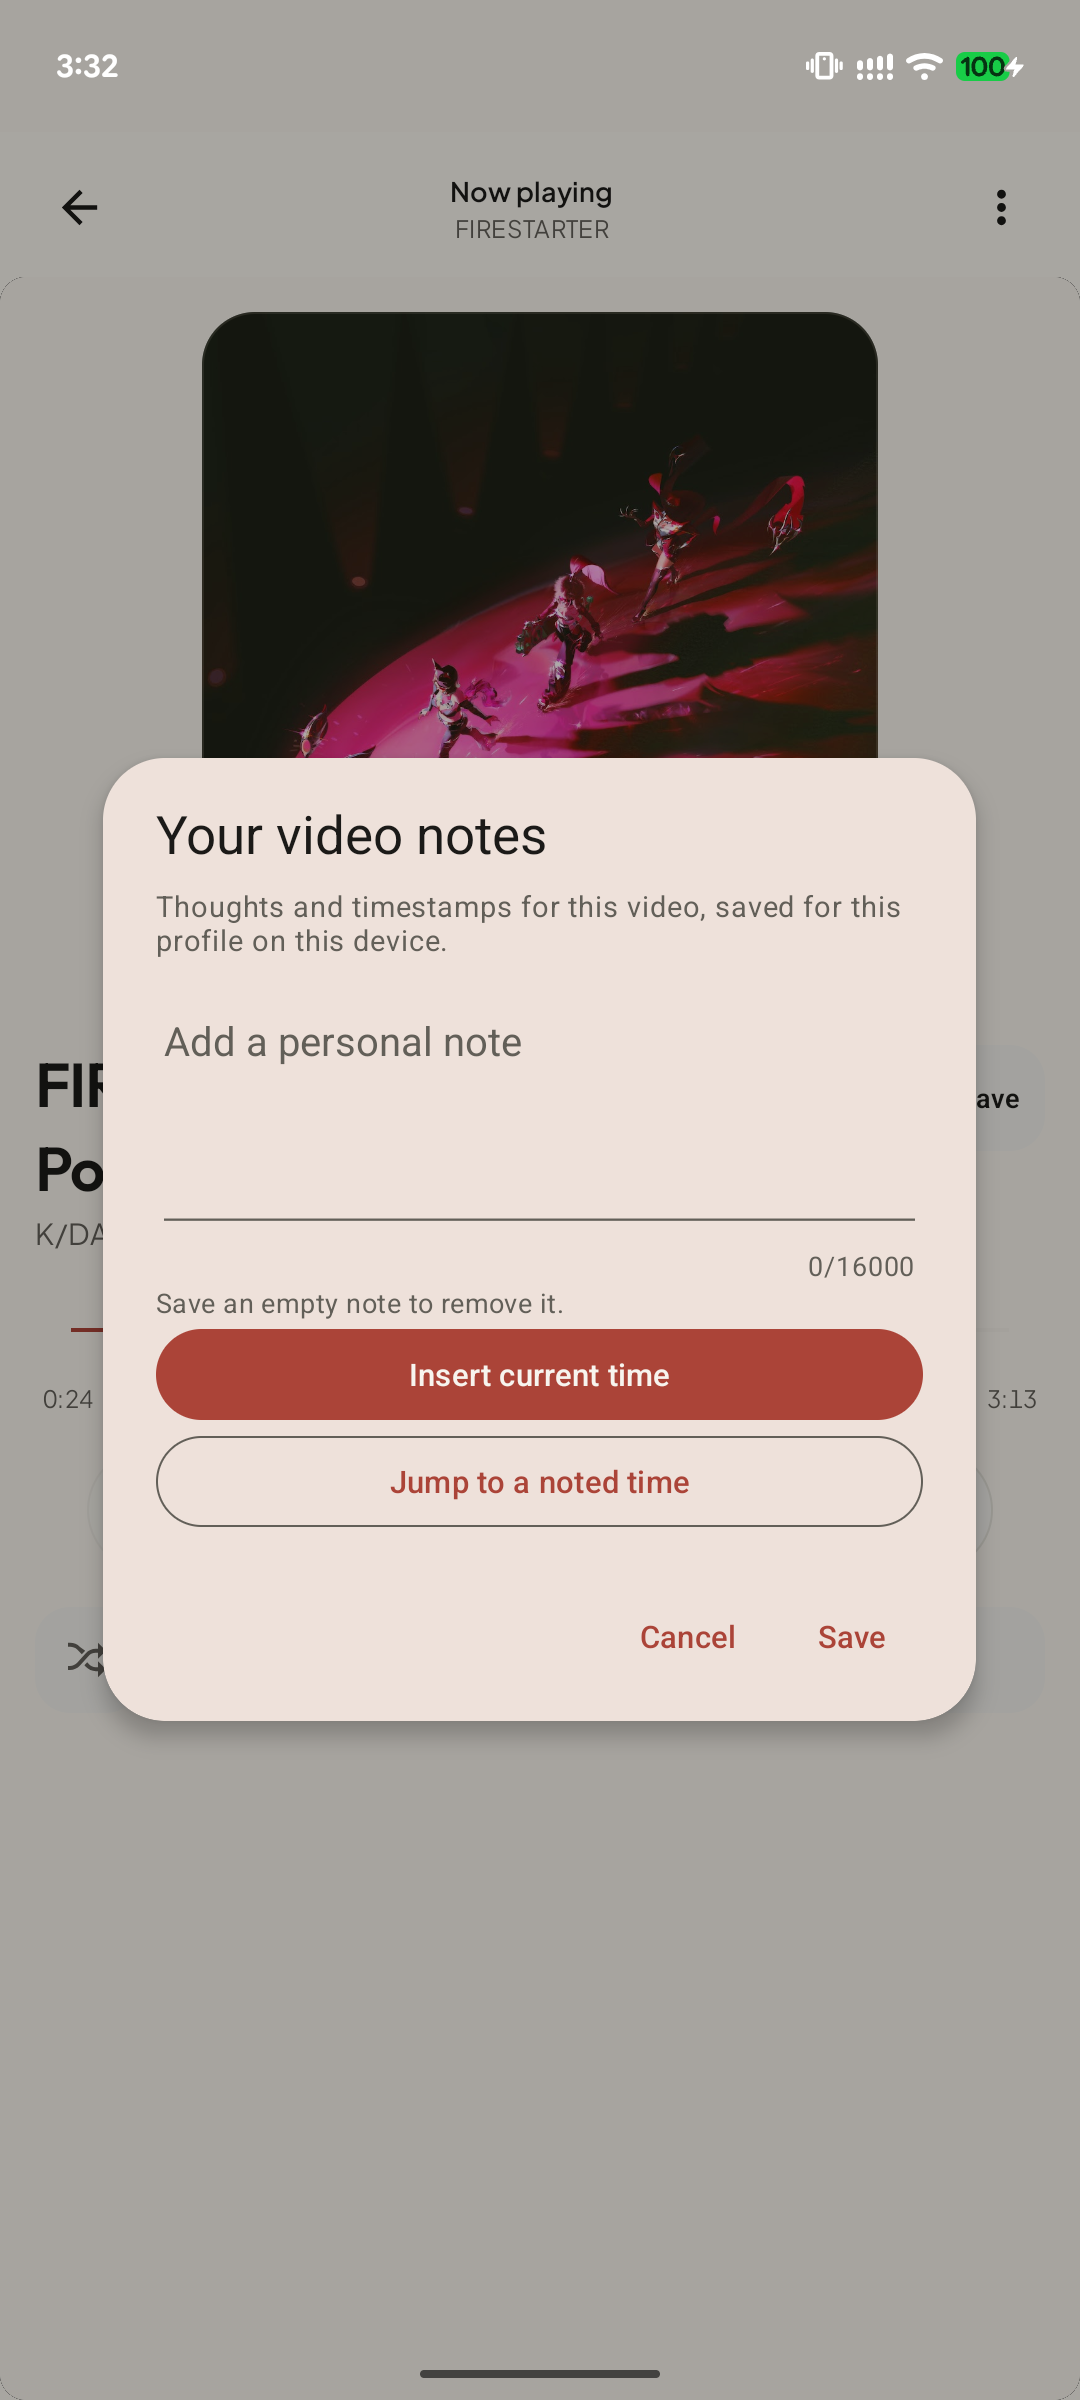 3:32
100
Now playing
FIRESTARTER
Your video notes
Thoughts and timestamps for this video, saved for this
profile on this device.
Add a personal note
0/16000
Save an empty note to remove it.
Insert current time
Jump to a noted time
Cancel
Save
K/DA
0:24
3:13